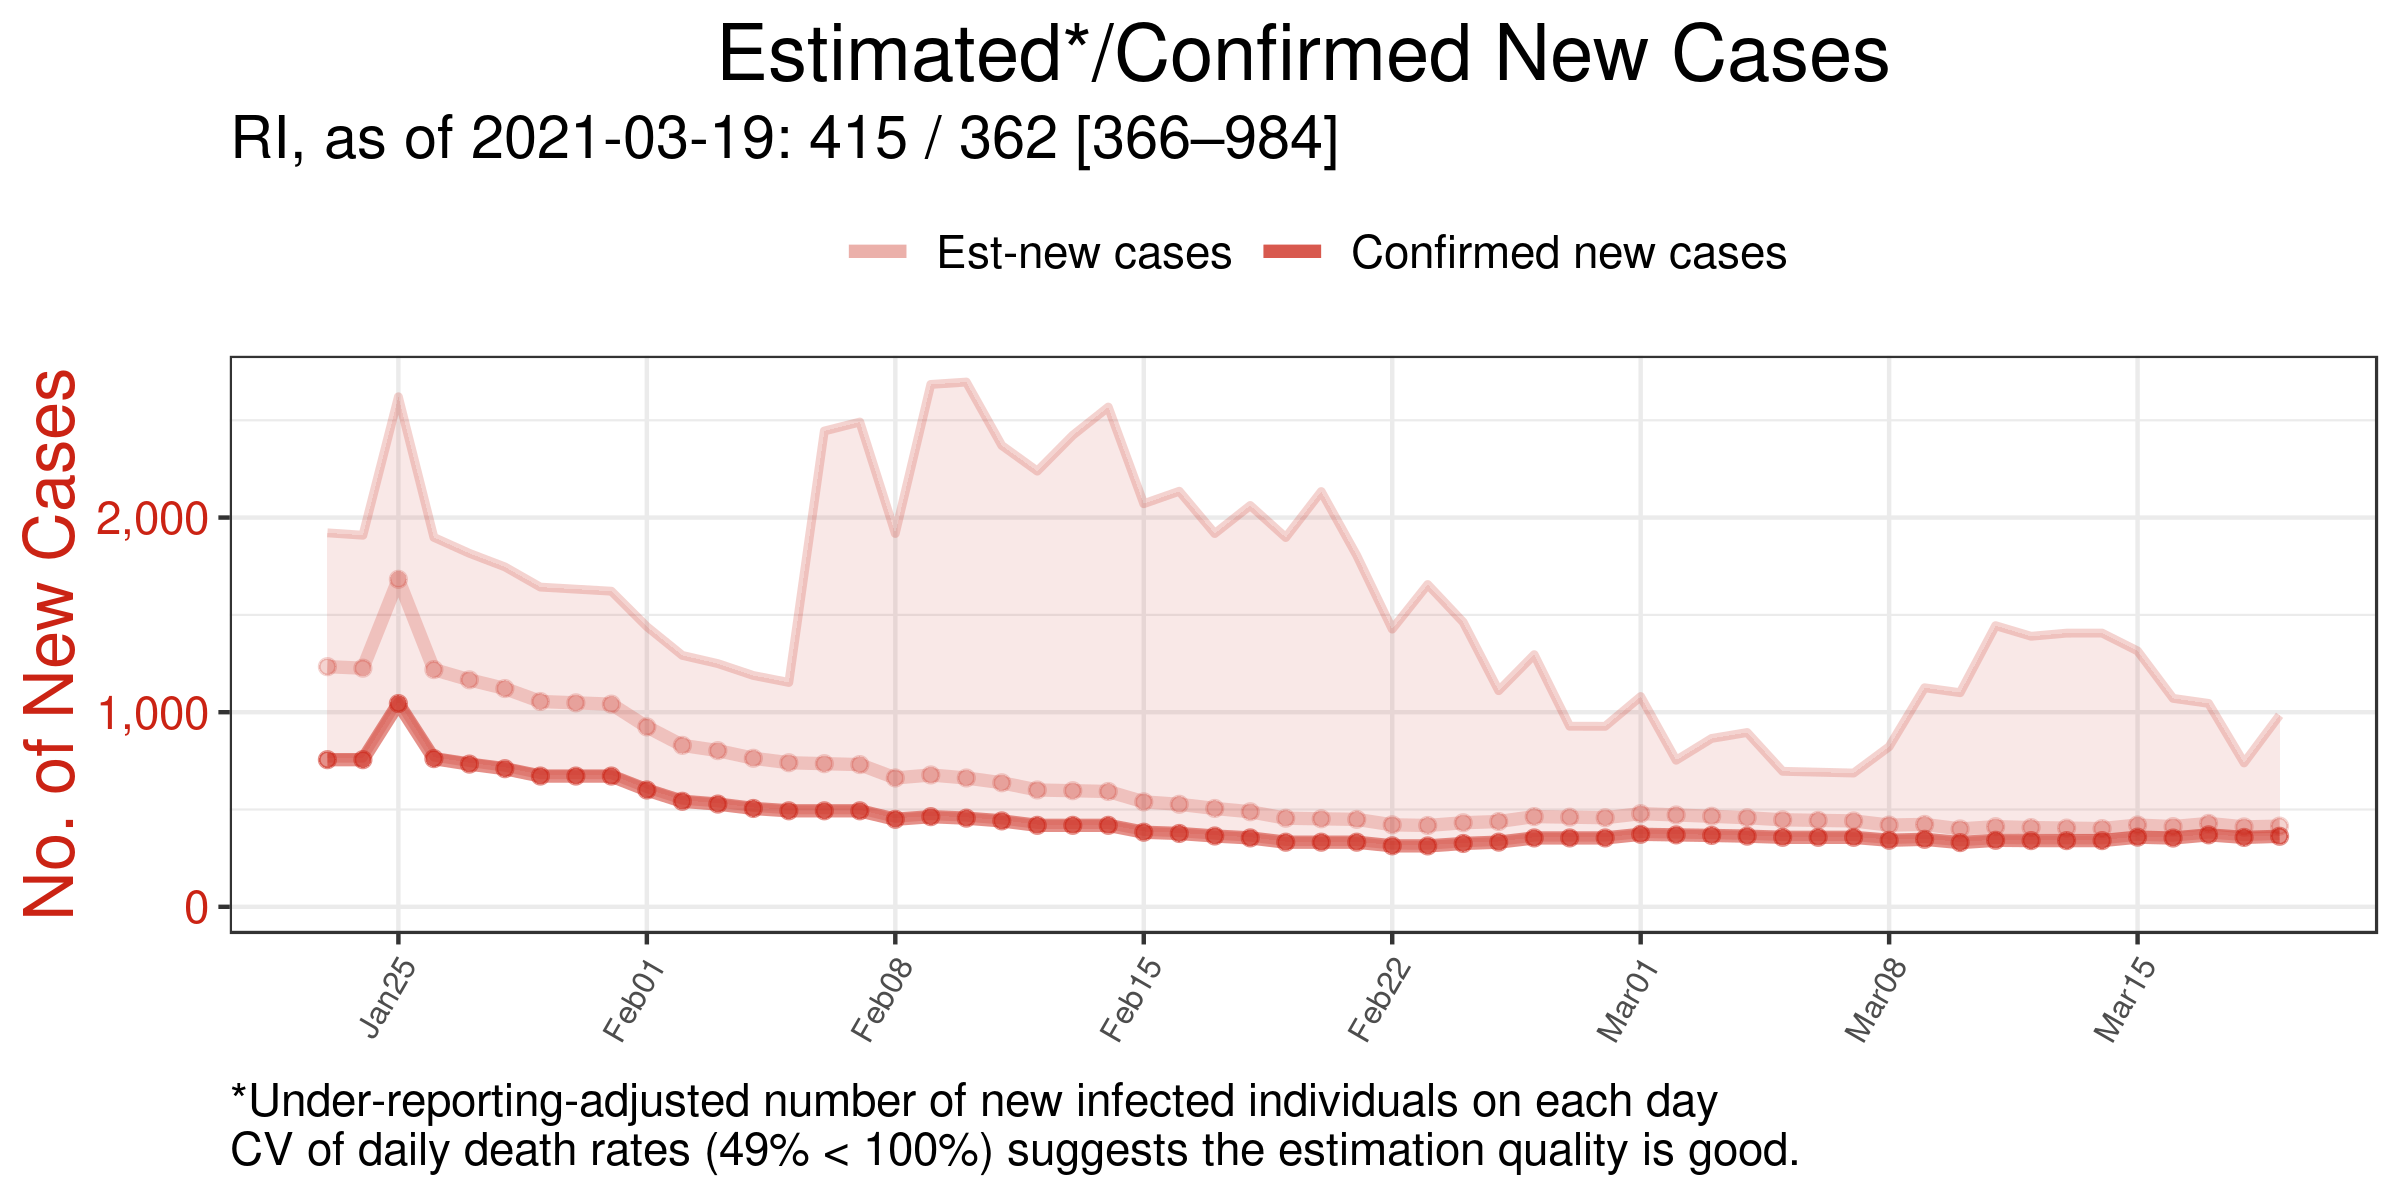 Estimated*/Confirmed New Cases
RI, as of 2021-03-19: 415 / 362 [366–984]
Est-new cases
Confirmed new cases
No. of New Cases
2,000
1,000
0
Jan25
Feb01
Feb08
Feb15
Feb22
Mar01
Mar08
Mar15
*Under-reporting-adjusted number of new infected individuals on each day
CV of daily death rates (49% < 100%) suggests the estimation quality is good.